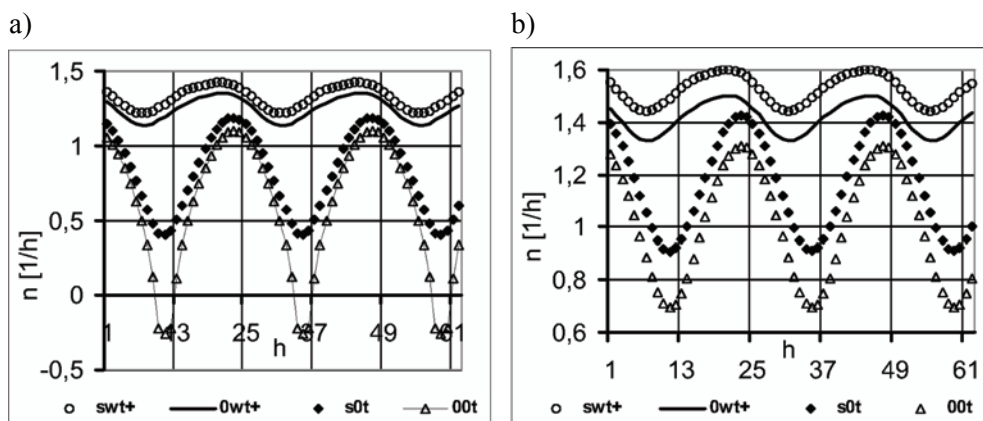 a)
1,5
1
0,5
0
-0,5
n [1/h]
1 13 25 37 49 61
h
swt+ 0wt+ s0t 00t
b)
1,6
1,4
1,2
1
0,8
0,6
n [1/h]
1 13 25 37 49 61
h
swt+ 0wt+ s0t 00t